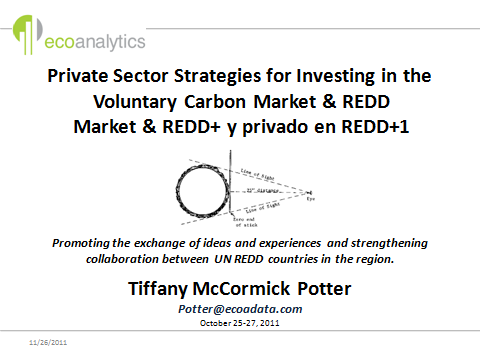 ecoanalytics
Private Sector Strategies for Investing in the
Voluntary Carbon Market & REDD
Market & REDD+ y privado en REDD+1
Line of Sight
25" distance
Eye
Line of Sight
Zero end
of stick
Promoting the exchange of ideas and experiences and strengthening
collaboration between UN REDD countries in the region.
Tiffany McCormick Potter
Potter@ecoadata.com
October 25-27, 2011
11/26/2011